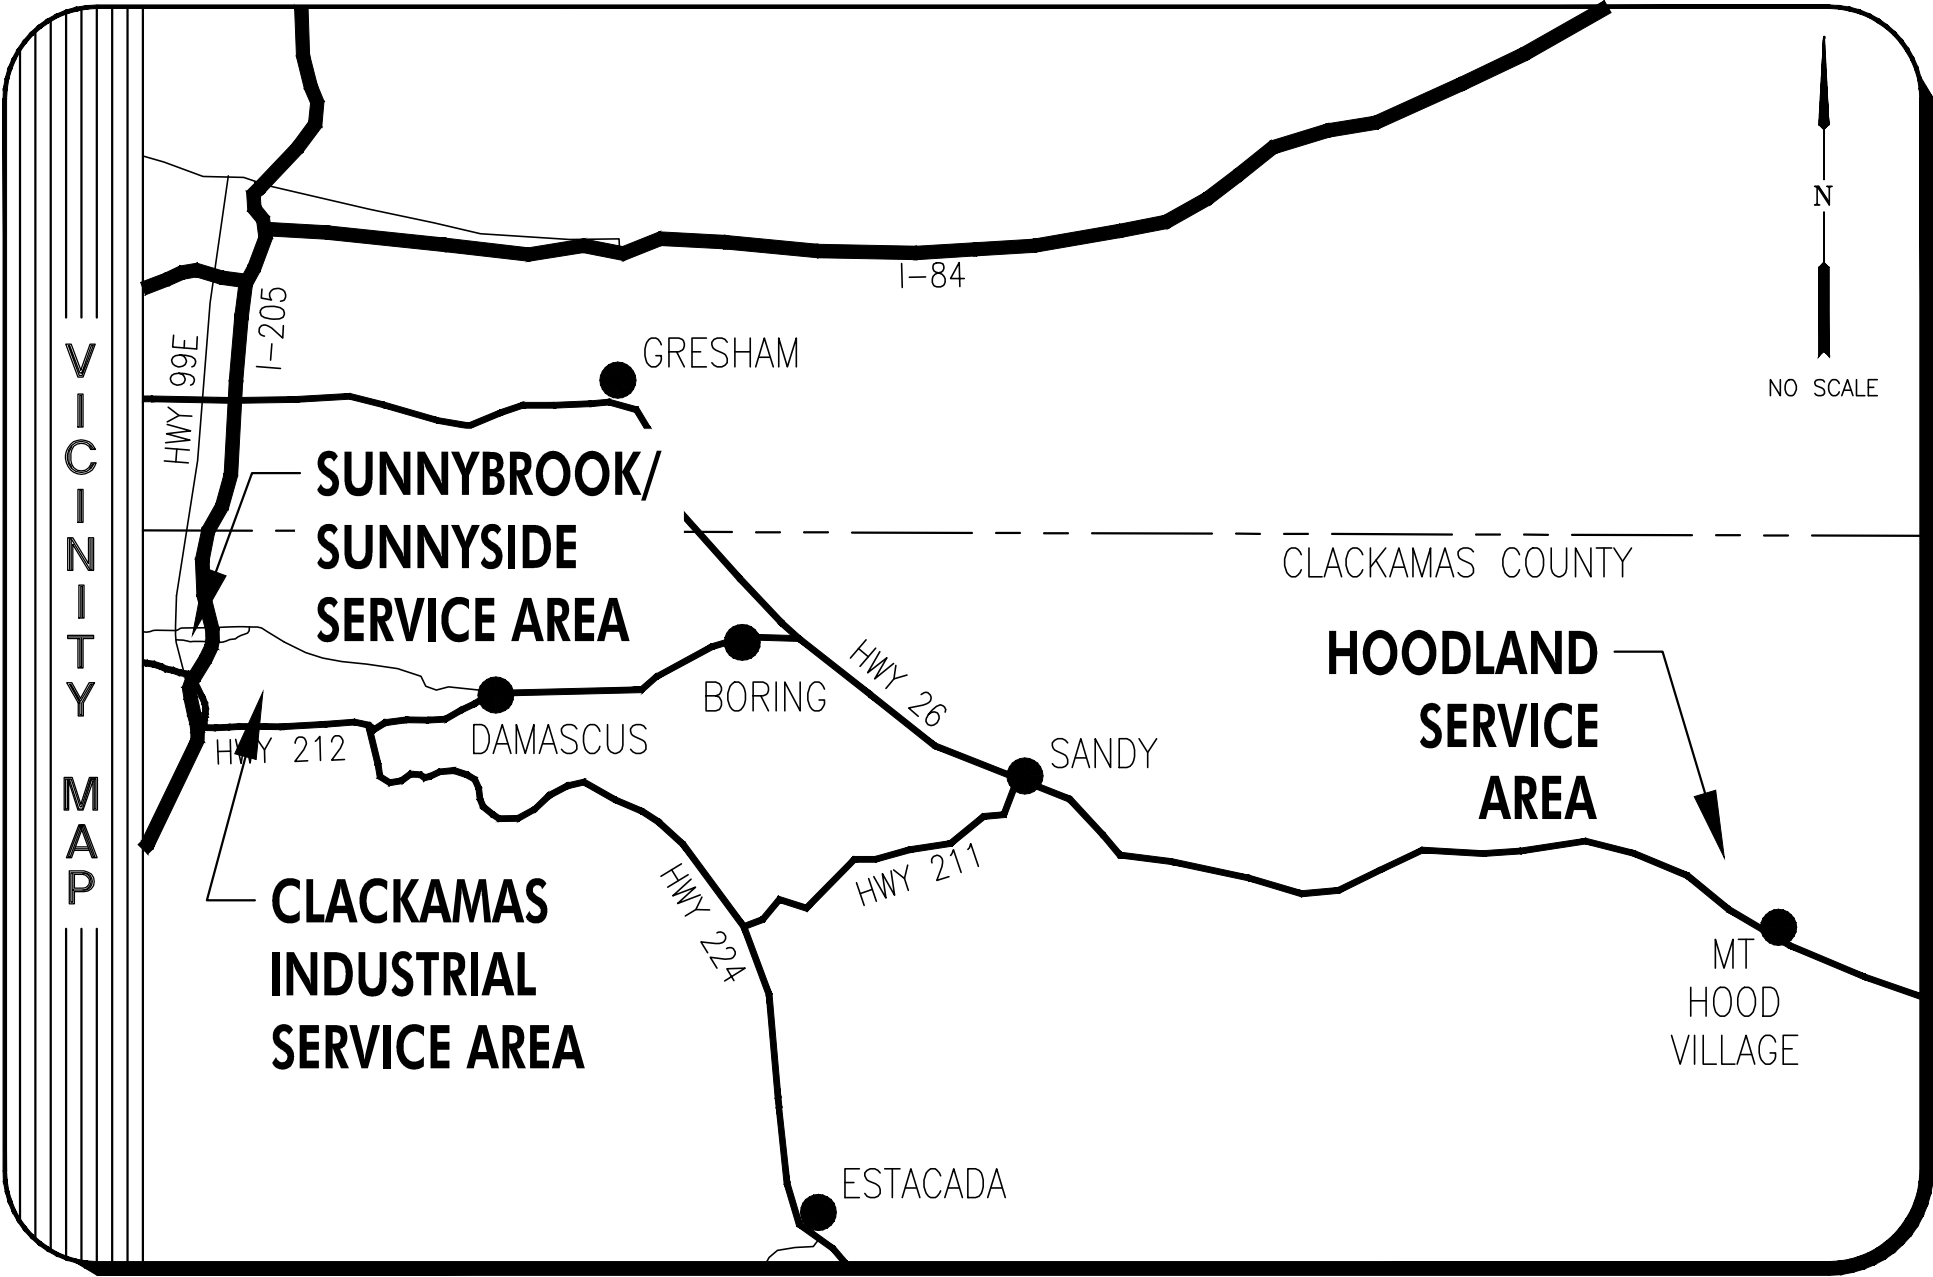 VICINITY MAP
N
NO SCALE
I-84
I-205
HWY 99E
GRESHAM
SUNNYBROOK/
SUNNYSIDE
SERVICE AREA
CLACKAMAS COUNTY
HOODLAND
SERVICE
AREA
HWY 26
BORING
DAMASCUS
HWY 212
SANDY
HWY 211
HWY 224
CLACKAMAS
INDUSTRIAL
SERVICE AREA
MT
HOOD
VILLAGE
ESTACADA